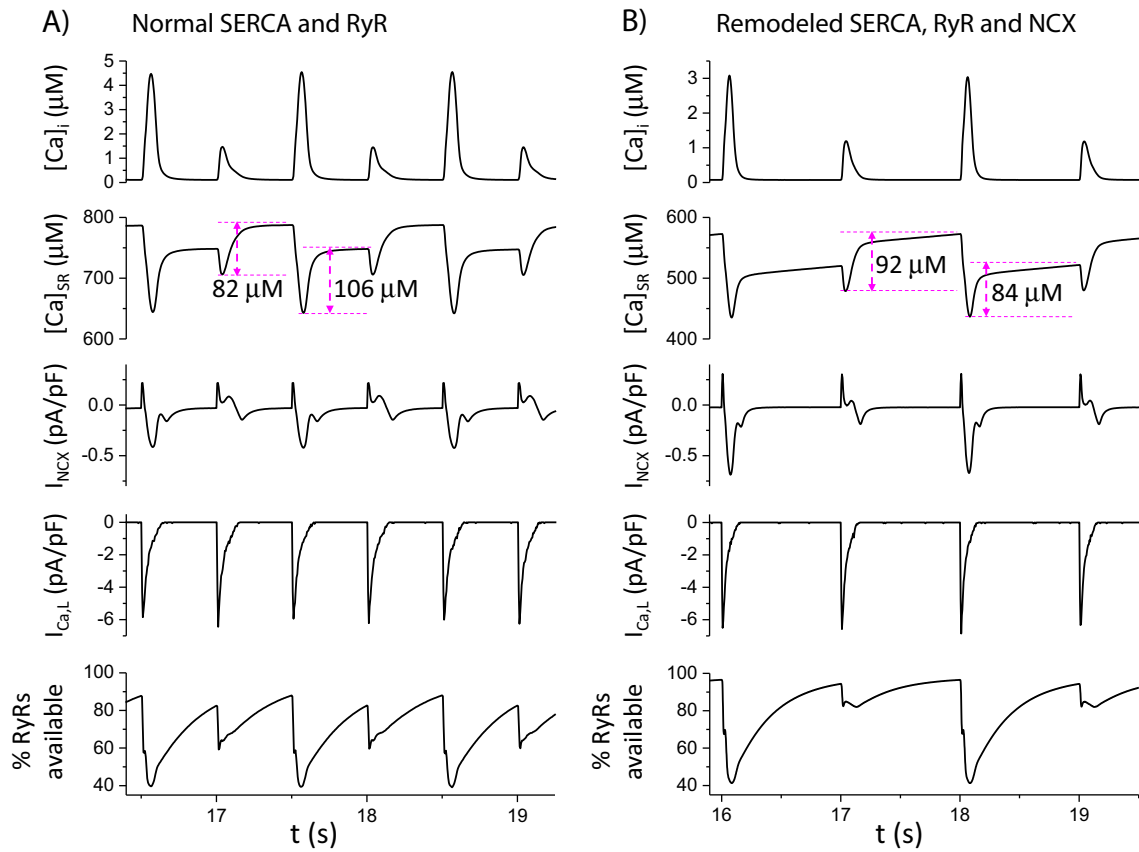 A) Normal SERCA and RyR
B) Remodeled SERCA, RyR and NCX
[Ca]i (μM)
5
4
3
2
1
0
[Ca]i (μM)
3
2
1
0
[Ca]SR (μM)
800
700
600
82 μM
106 μM
[Ca]SR (μM)
600
500
400
92 μM
84 μM
INCX (pA/pF)
0.0
-0.5
INCX (pA/pF)
0.0
-0.5
ICa,L (pA/pF)
0
-2
-4
-6
ICa,L (pA/pF)
0
-2
-4
-6
% RyRs
available
100
80
60
40
17
18
19
t (s)
% RyRs
available
100
80
60
40
16
17
18
19
t (s)